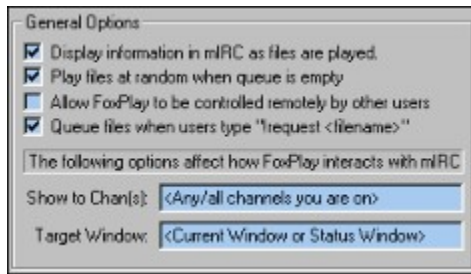 General Options
Display information in mIRC as files are played.
Play files at random when queue is empty
Allow FoxPlay to be controlled remotely by other users
Queue files when users type "!request <filename>"
The following options affect how FoxPlay interacts with mIRC
Show to Chan(s): <Any/all channels you are on>
Target Window: <Current Window or Status Window>